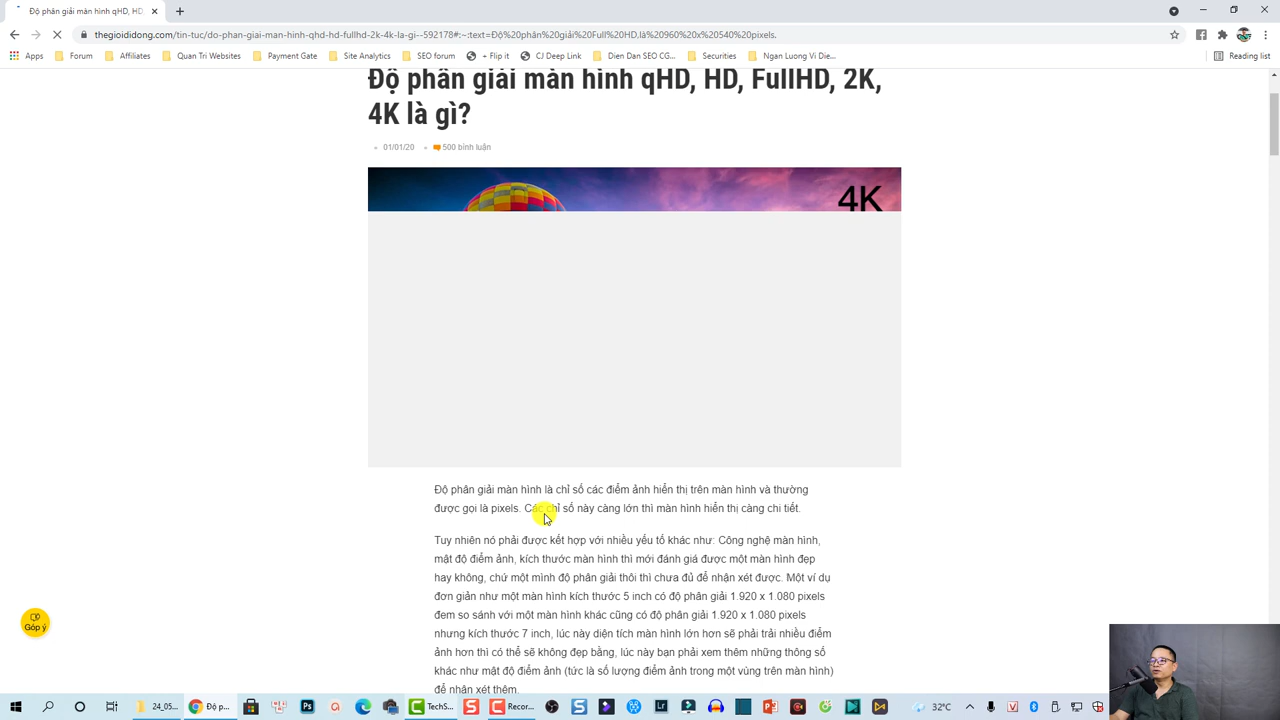 Độ phân giải màn hình qHD, HD
thegioididong.com/tin-tuc/do-phan-giai-man-hinh-qhd-hd-fullhd-2k-4k-la-gi--592178#:~:text=Độ%20phân%20giải%20Full%20HD,là%20960%20x%20540%20pixels.
Apps Forum Affiliates Quan Tri Websites Payment Gate Site Analytics SEO forum + Flip it CJ Deep Link Dien Dan SEO CG... Securities Ngan Luong Vi Die... Reading list
Độ phân giải màn hình qHD, HD, FullHD, 2K,
4K là gì?
01/01/20 500 bình luận
4K
Độ phân giải màn hình là chỉ số các điểm ảnh hiển thị trên màn hình và thường
được gọi là pixels. Các chỉ số này càng lớn thì màn hình hiển thị càng chi tiết.
Tuy nhiên nó phải được kết hợp với nhiều yếu tố khác như: Công nghệ màn hình,
mật độ điểm ảnh, kích thước màn hình thì mới đánh giá được một màn hình đẹp
hay không, chứ một mình độ phân giải thôi thì chưa đủ để nhận xét được. Một ví dụ
đơn giản như một màn hình kích thước 5 inch có độ phân giải 1.920 x 1.080 pixels
đem so sánh với một màn hình khác cũng có độ phân giải 1.920 x 1.080 pixels
nhưng kích thước 7 inch, lúc này diện tích màn hình lớn hơn sẽ phải trải nhiều điểm
ảnh hơn thì có thể sẽ không đẹp bằng, lúc này bạn phải xem thêm những thông số
khác như mật độ điểm ảnh (tức là số lượng điểm ảnh trong một vùng trên màn hình)
để nhận xét thêm.
Góp ý
24_05... Độ p... TechS... Recor... 32°C